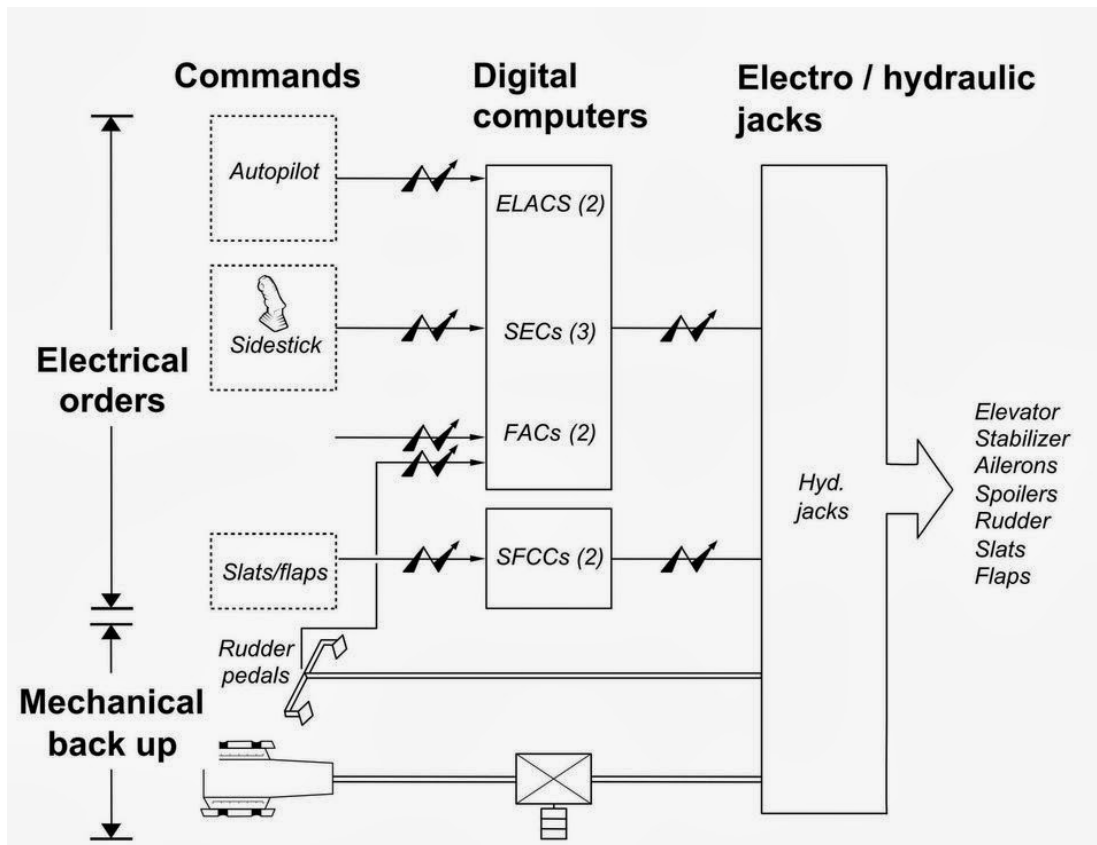 Commands
Digital
computers
Electro / hydraulic
jacks
Autopilot
ELACS (2)
Sidestick
SECs (3)
Electrical
orders
FACs (2)
Elevator
Stabilizer
Ailerons
Spoilers
Rudder
Slats
Flaps
Hyd.
jacks
Slats/flaps
SFCCs (2)
Rudder
pedals
Mechanical
back up